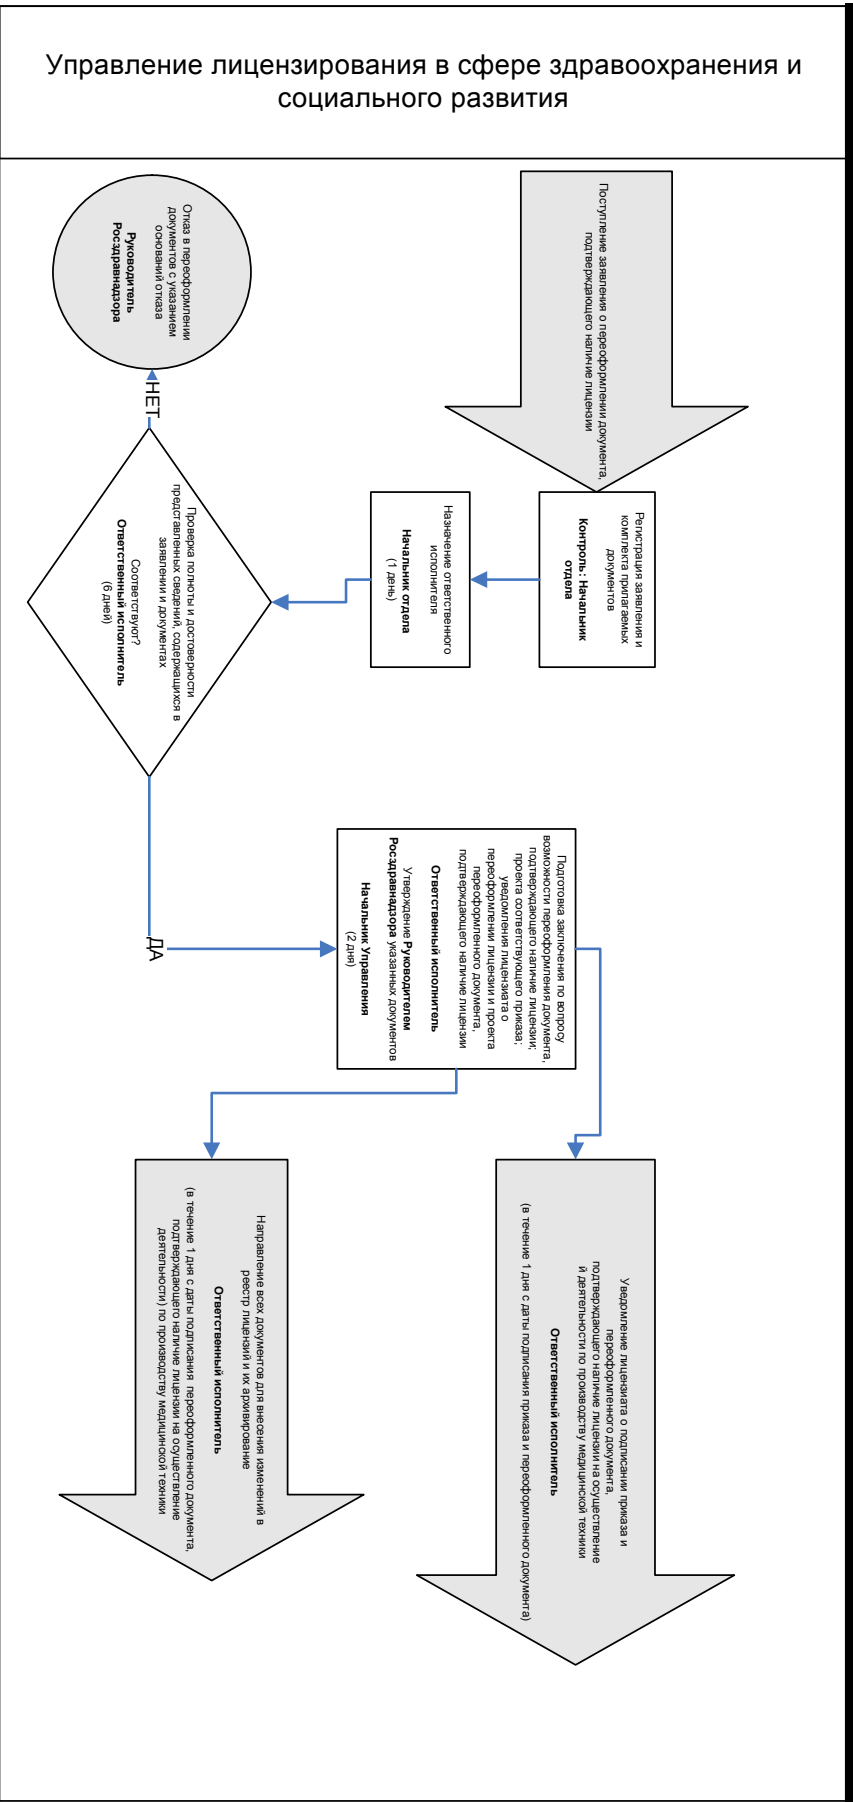 Управление лицензирования в сфере здравоохранения и
социального развития
Поступление заявления о переоформлении документа,
подтверждающего наличие лицензии
Регистрация заявления и
комплекта прилагаемых
документов
Контроль: Начальник
отдела
Назначение ответственного
исполнителя
Начальник отдела
(1 день)
Проверка полноты и достоверности
представленных сведений, содержащихся в
заявлении и документах
Соответствуют?
Ответственный исполнитель
(6 дней)
НЕТ
Отказ в переоформлении
документов с указанием
оснований отказа
Руководитель
Росздравнадзора
ДА
Подготовка заключения по вопросу
возможности переоформления документа,
подтверждающего наличие лицензии;
проекта соответствующего приказа;
уведомления лицензиата о
переоформлении лицензии и проекта
переоформленного документа,
подтверждающего наличие лицензии
Ответственный исполнитель
Утверждение Руководителем
Росздравнадзора указанных документов
Начальник Управления
(2 дня)
Уведомление лицензиата о подписании приказа и
переоформленного документа,
подтверждающего наличие лицензии на осуществление
й деятельности по производству медицинской техники
Ответственный исполнитель
(в течение 1 дня с даты подписания приказа и переоформленного документа)
Направление всех документов для внесения изменений в
реестр лицензий и их архивирование
Ответственный исполнитель
(в течение 1 дня с даты подписания переоформленного документа,
подтверждающего наличие лицензии на осуществление
деятельности) по производству медицинской техники